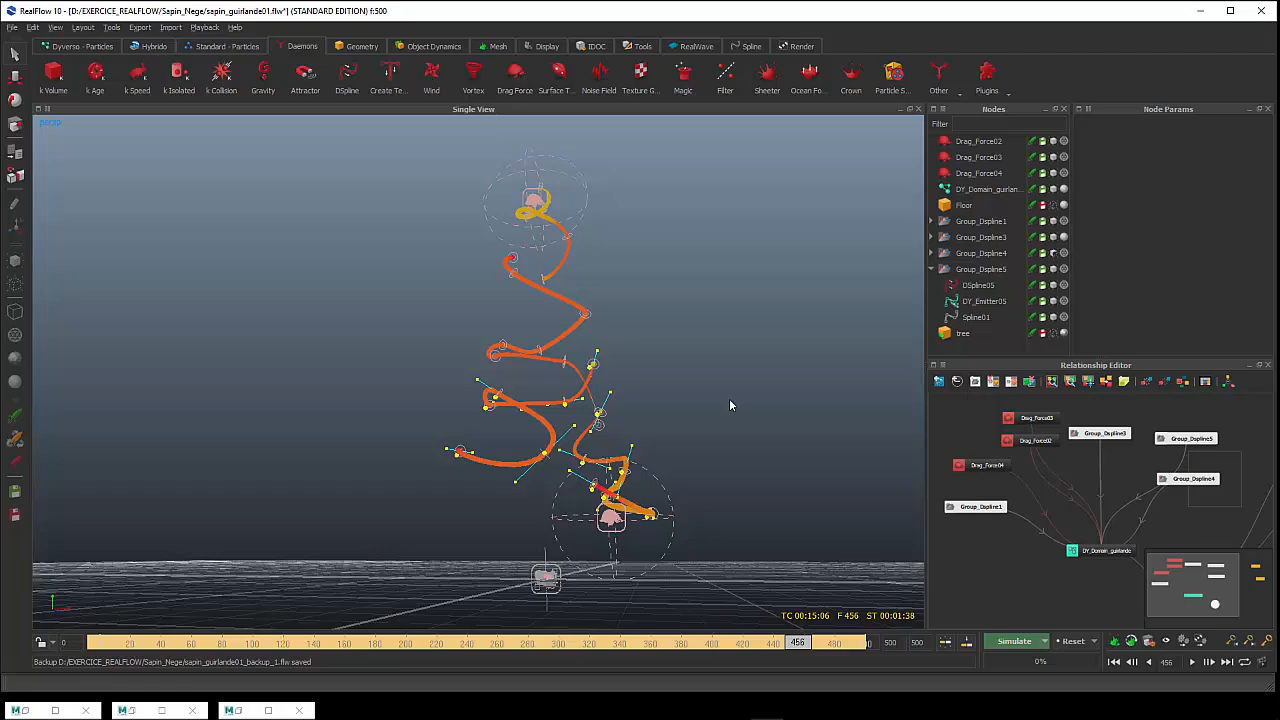 RealFlow 10 - [D:/EXERCICE_REALFLOW/Sapin_Nege/sapin_guirlande01.flw*] (STANDARD EDITION) f:500
File Edit View Layout Tools Export Import Playback Help
Dyverso - Particles Hybrido Standard - Particles Daemons Geometry Object Dynamics Mesh Display IDOC Tools RealWave Spline Render
k Volume k Age k Speed k Isolated k Collision Gravity Attractor DSpline Create Te... Wind Vortex Drag Force Surface T... Noise Field Texture G... Magic Filter Sheeter Ocean Fo... Crown Particle S... Other Plugins
Single View
Nodes
Node Params
persp
Filter
Drag_Force02
Drag_Force03
Drag_Force04
DY_Domain_guirlan...
Floor
Group_Dspline1
Group_Dspline3
Group_Dspline4
Group_Dspline5
DSpline05
DY_Emitter05
Spline01
tree
Relationship Editor
Drag_Force03
Group_Dspline3
Drag_Force02
Group_Dspline5
Drag_Force04
Group_Dspline4
Group_Dspline1
DY_Domain_guirlande
TC 00:15:06 F 456 ST 00:01:38
0 20 40 60 80 100 120 140 160 180 200 220 240 260 280 300 320 340 360 380 400 420 456 480 500 500
Simulate Reset
Backup D:/EXERCICE_REALFLOW/Sapin_Nege/sapin_guirlande01_backup_1.flw saved
0%
456